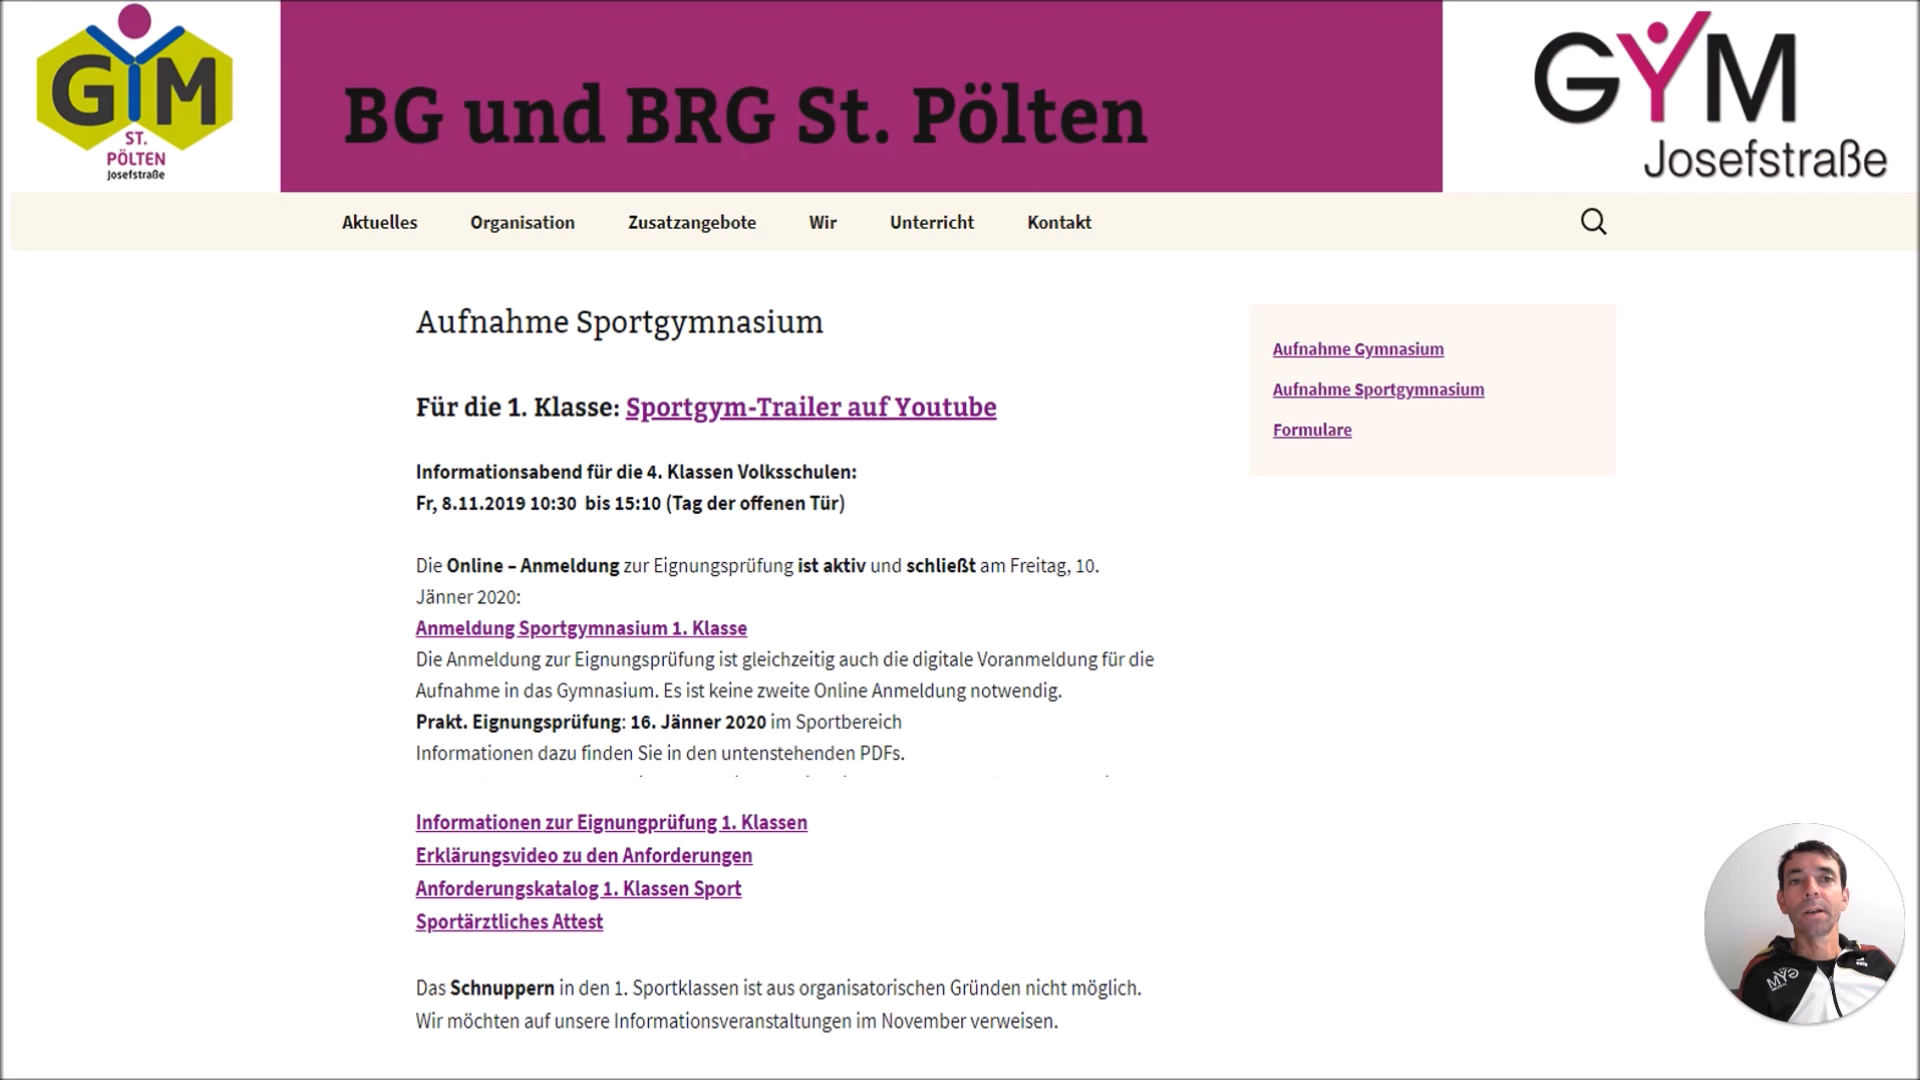 GYM
ST.
PÖLTEN
Josefstraße
BG und BRG St. Pölten
GYM
Josefstraße
Aktuelles Organisation Zusatzangebote Wir Unterricht Kontakt
Aufnahme Sportgymnasium
Für die 1. Klasse: Sportgym-Trailer auf Youtube
Informationsabend für die 4. Klassen Volksschulen:
Fr, 8.11.2019 10:30 bis 15:10 (Tag der offenen Tür)
Die Online – Anmeldung zur Eignungsprüfung ist aktiv und schließt am Freitag, 10.
Jänner 2020:
Anmeldung Sportgymnasium 1. Klasse
Die Anmeldung zur Eignungsprüfung ist gleichzeitig auch die digitale Voranmeldung für die
Aufnahme in das Gymnasium. Es ist keine zweite Online Anmeldung notwendig.
Prakt. Eignungsprüfung: 16. Jänner 2020 im Sportbereich
Informationen dazu finden Sie in den untenstehenden PDFs.
Informationen zur Eignungprüfung 1. Klassen
Erklärungsvideo zu den Anforderungen
Anforderungskatalog 1. Klassen Sport
Sportärztliches Attest
Das Schnuppern in den 1. Sportklassen ist aus organisatorischen Gründen nicht möglich.
Wir möchten auf unsere Informationsveranstaltungen im November verweisen.
Aufnahme Gymnasium
Aufnahme Sportgymnasium
Formulare